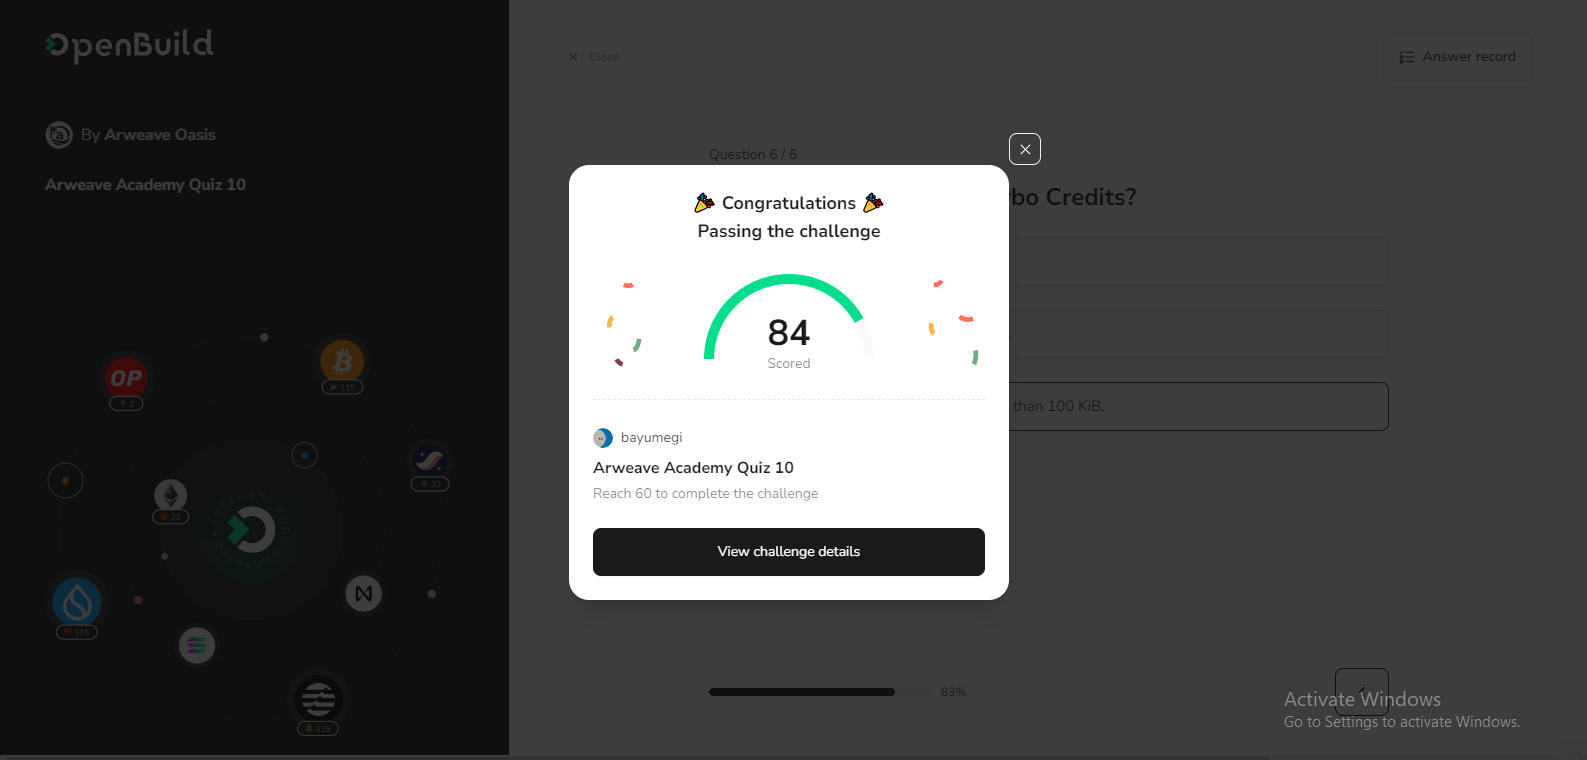 OpenBuild
Close
Answer record
By Arweave Oasis
Arweave Academy Quiz 10
Question 6 / 6
Credits?
than 100 KiB.
Congratulations
Passing the challenge
84
Scored
bayumegi
Arweave Academy Quiz 10
Reach 60 to complete the challenge
View challenge details
OP
2
115
32
22
115
115
83%
Activate Windows
Go to Settings to activate Windows.